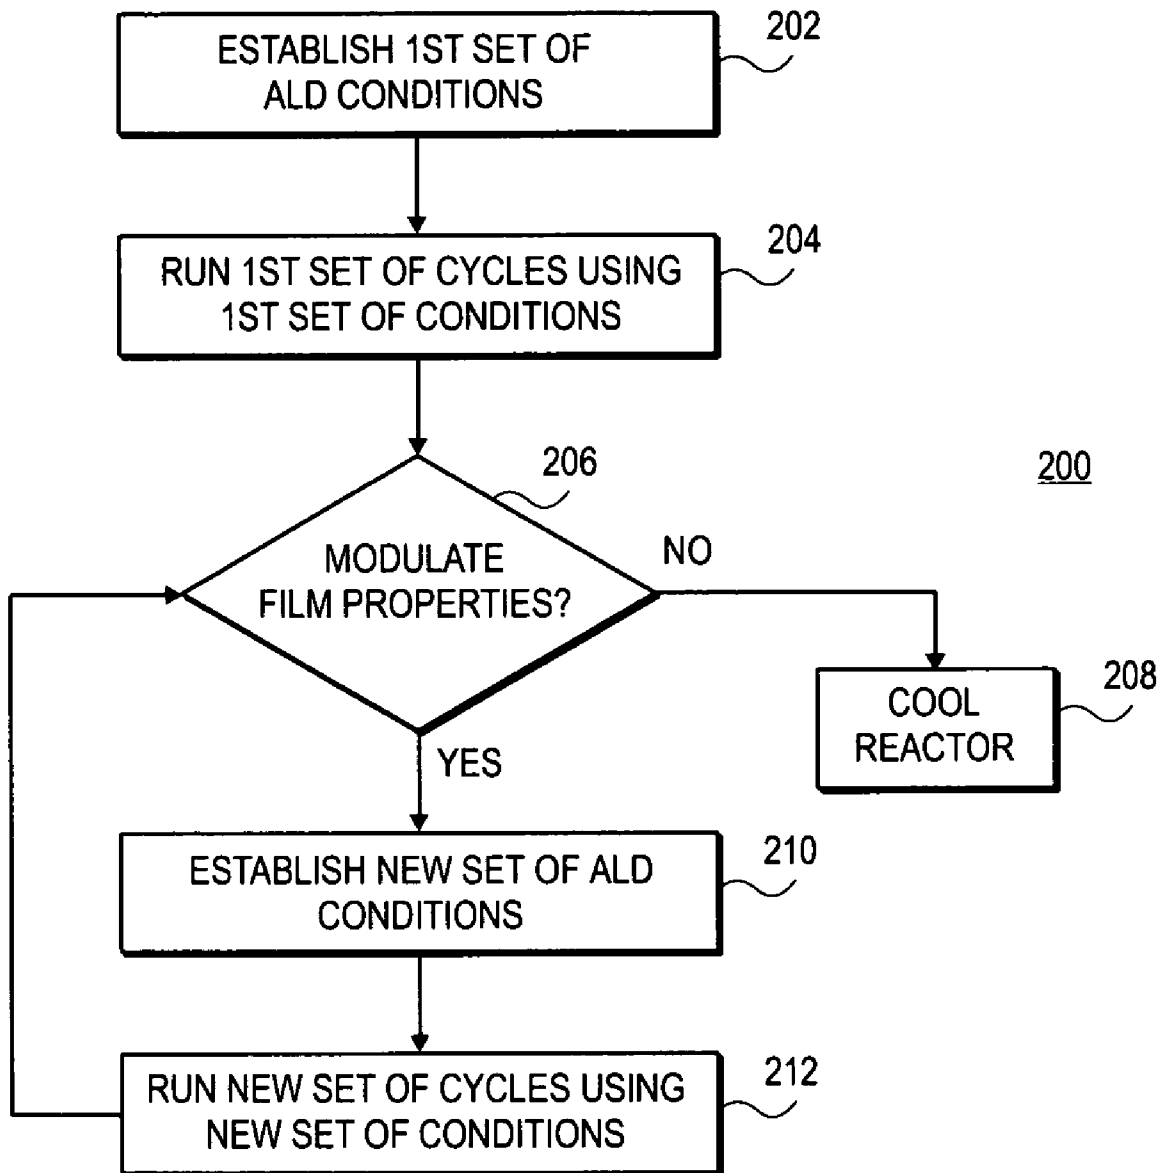 202
ESTABLISH 1ST SET OF
ALD CONDITIONS
204
RUN 1ST SET OF CYCLES USING
1ST SET OF CONDITIONS
206
200
MODULATE
FILM PROPERTIES?
NO
208
COOL
REACTOR
YES
210
ESTABLISH NEW SET OF ALD
CONDITIONS
212
RUN NEW SET OF CYCLES USING
NEW SET OF CONDITIONS